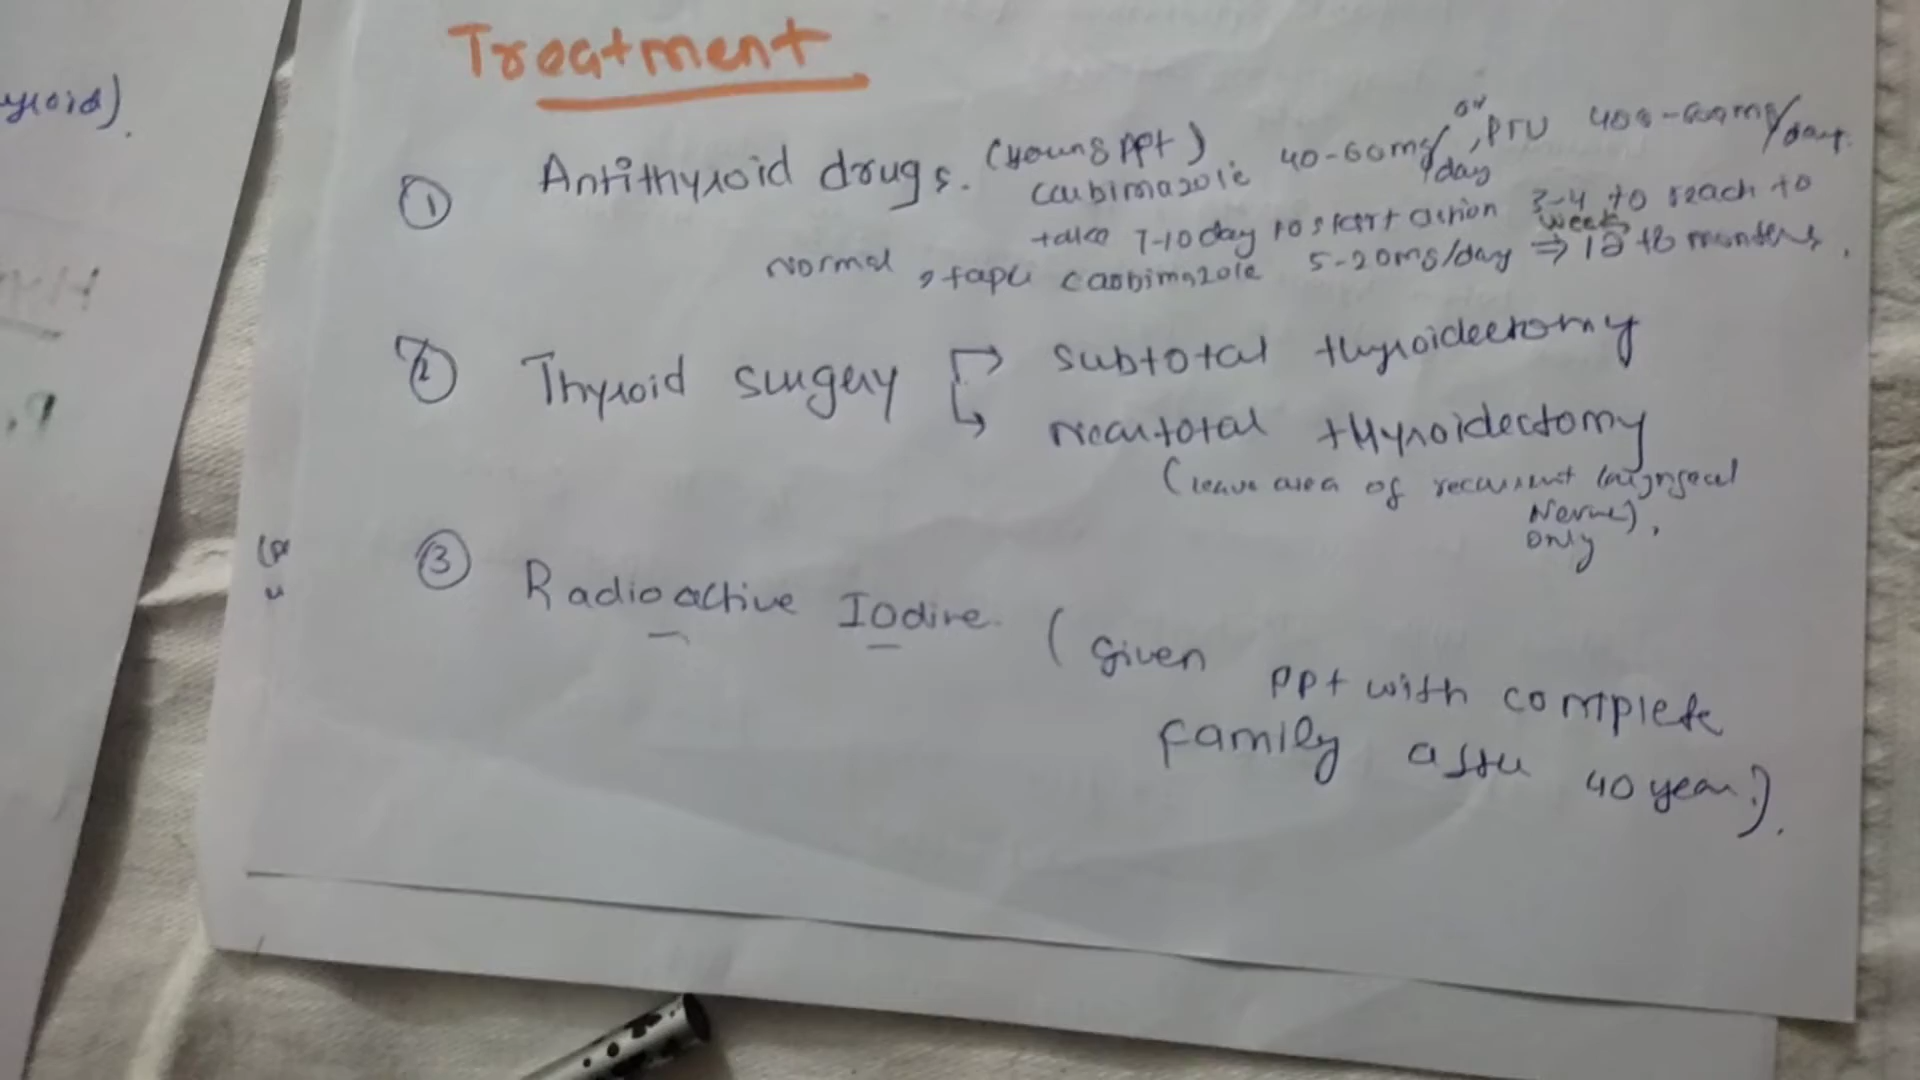 yroid).
Treatment
① Antithyroid drugs. (young ppt)
carbimazole 40-60mg/day, or PTU 400-600mg/day.
take 7-10 day to start action 3-4 week to reach to
normal, taper carbimazole 5-20mg/day ⇒ 12 18 months.
② Thyroid surgery → subtotal thyroidectomy
→ neartotal thyroidectomy
(leave area of recurrent laryngeal
Nerve).
only
③ Radioactive Iodine. (given
ppt with complete
family after 40 year.).